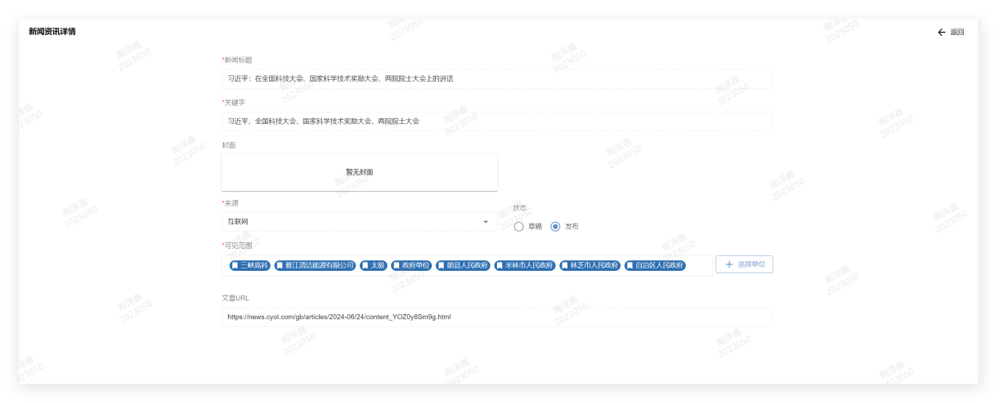 新闻资讯详情
返回
*新闻标题
习近平：在全国科技大会、国家科学技术奖励大会、两院院士大会上的讲话
*关键字
习近平、全国科技大会、国家科学技术奖励大会、两院院士大会
封面
暂无封面
*来源
状态
互联网
草稿
发布
*可见范围
三峡高科
雅江清洁能源有限公司
太极
政府单位
朗县人民政府
米林市人民政府
林芝市人民政府
自治区人民政府
+ 选择单位
文章URL
https://news.cyol.com/gb/articles/2024-06/24/content_YOZ0y8Sm9g.html
陶泽鑫
2023050